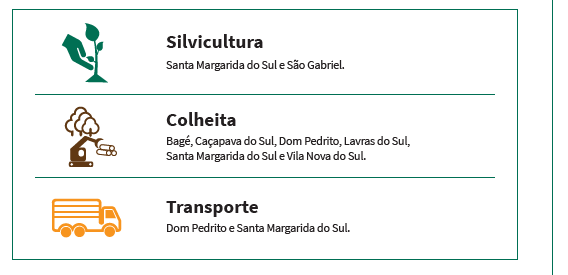 Silvicultura
Santa Margarida do Sul e São Gabriel.
Colheita
Bagé, Caçapava do Sul, Dom Pedrito, Lavras do Sul,
Santa Margarida do Sul e Vila Nova do Sul.
Transporte
Dom Pedrito e Santa Margarida do Sul.